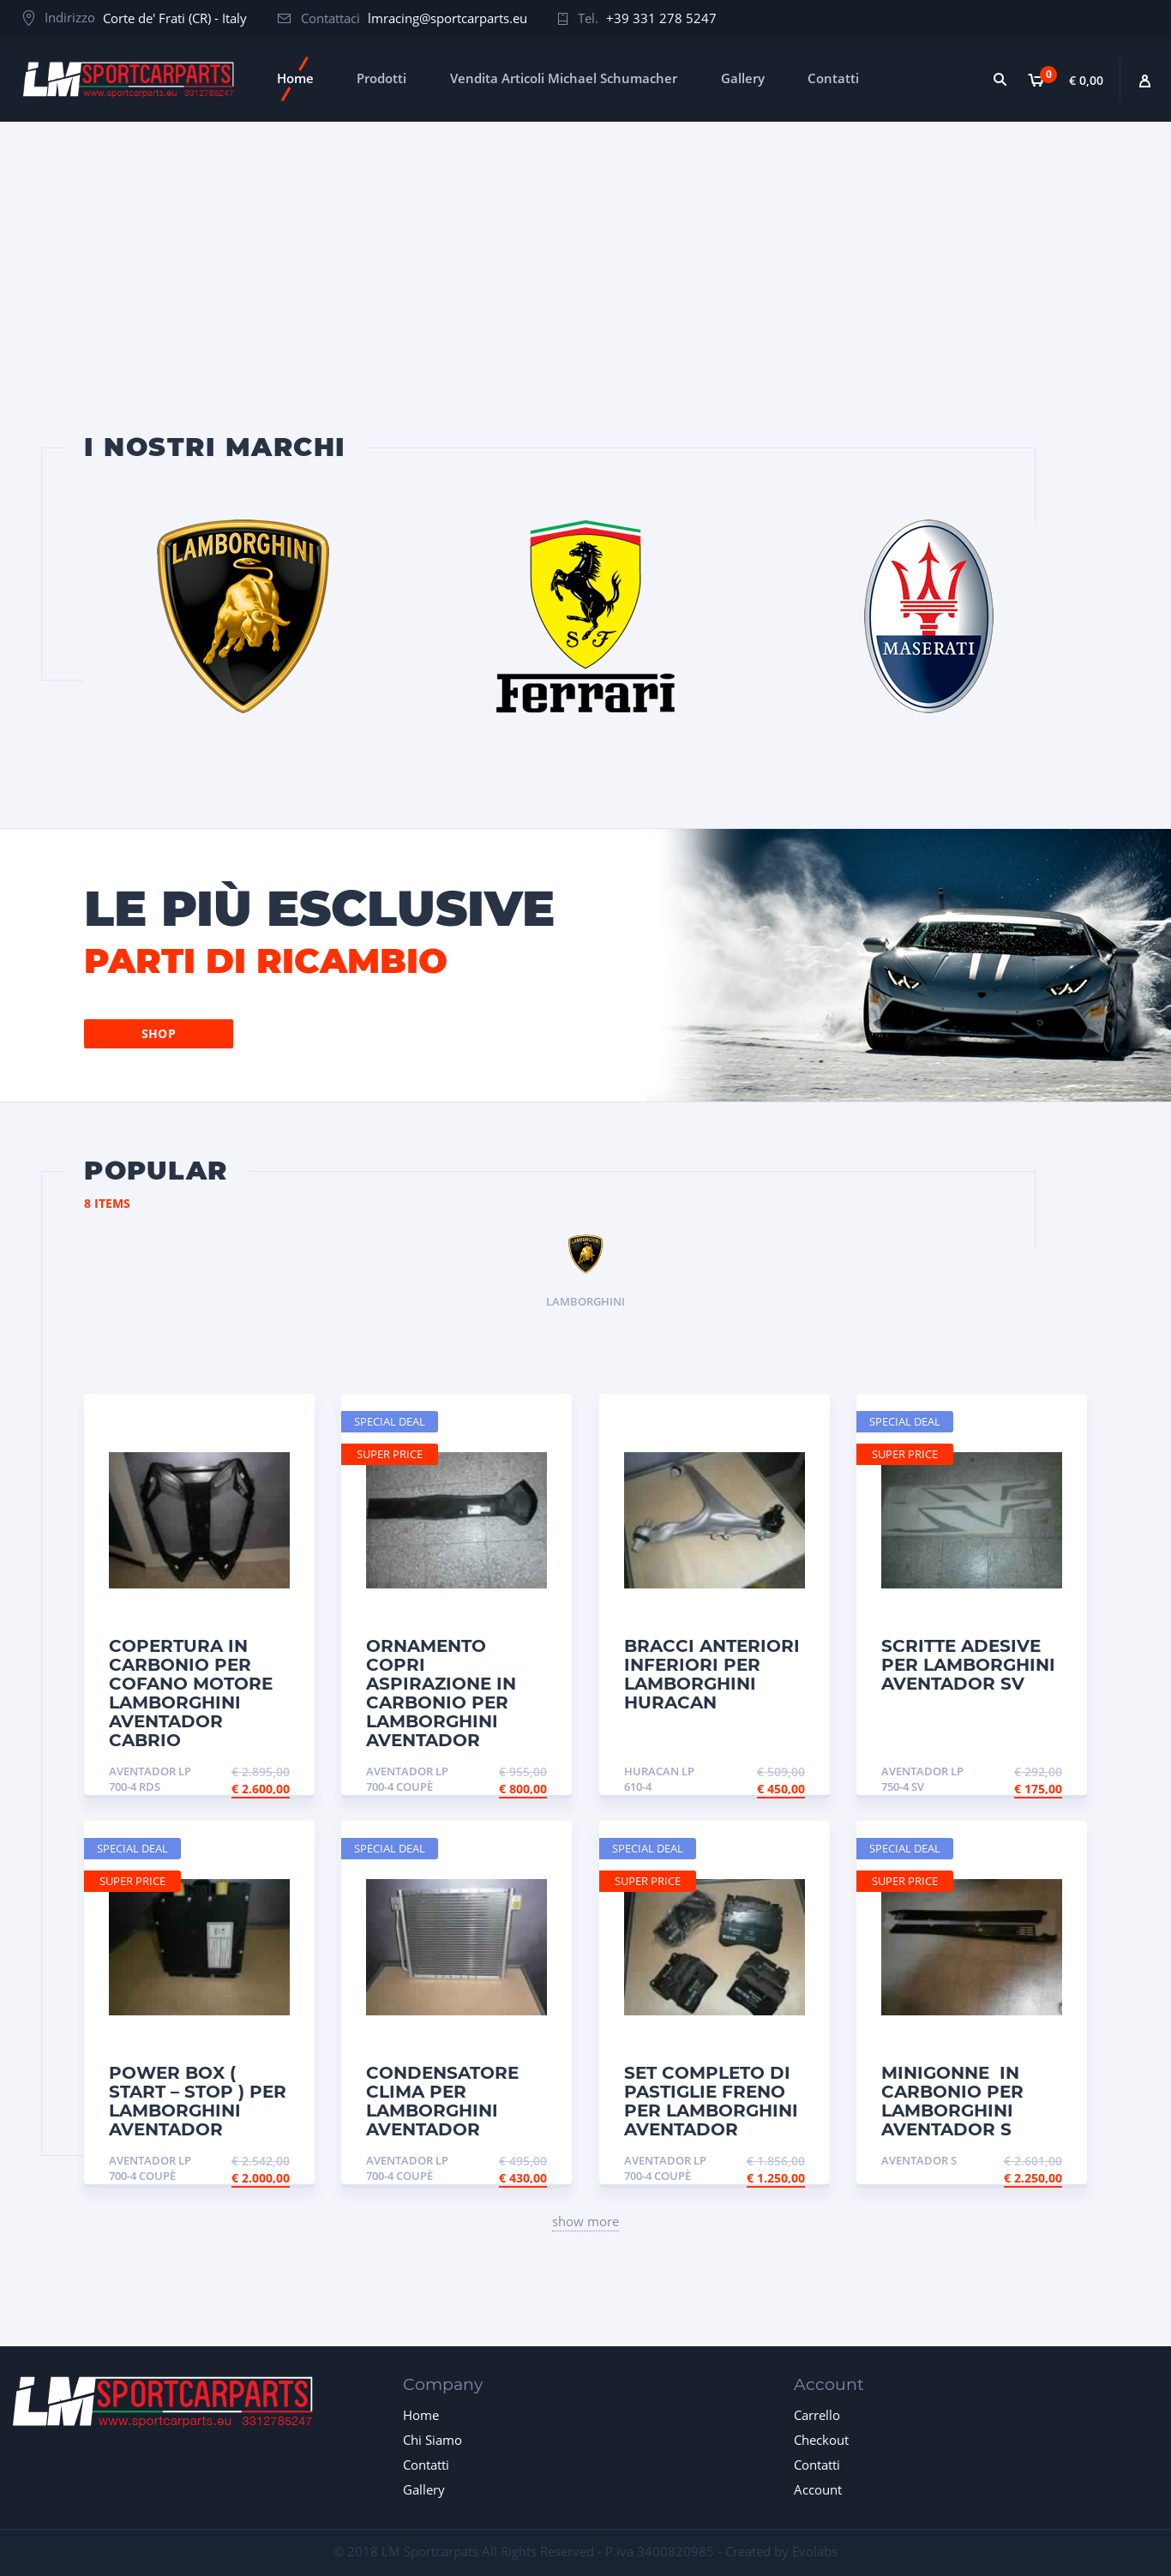 Indirizzo Corte de' Frati (CR) - Italy Contattaci lmracing@sportcarparts.eu Tel. +39 331 278 5247
LM SPORTCARPARTS
www.sportcarparts.eu 3312785247
Home Prodotti Vendita Articoli Michael Schumacher Gallery Contatti 0 € 0,00
I NOSTRI MARCHI
LAMBORGHINI
S F
Ferrari
MASERATI
LE PIÙ ESCLUSIVE
PARTI DI RICAMBIO
SHOP
POPULAR
8 ITEMS
LAMBORGHINI
LAMBORGHINI
COPERTURA IN
CARBONIO PER
COFANO MOTORE
LAMBORGHINI
AVENTADOR
CABRIO
AVENTADOR LP
700-4 RDS
€ 2.895,00
€ 2.600,00
SPECIAL DEAL
SUPER PRICE
ORNAMENTO
COPRI
ASPIRAZIONE IN
CARBONIO PER
LAMBORGHINI
AVENTADOR
AVENTADOR LP
700-4 COUPÈ
€ 955,00
€ 800,00
BRACCI ANTERIORI
INFERIORI PER
LAMBORGHINI
HURACAN
HURACAN LP
610-4
€ 509,00
€ 450,00
SPECIAL DEAL
SUPER PRICE
SCRITTE ADESIVE
PER LAMBORGHINI
AVENTADOR SV
AVENTADOR LP
750-4 SV
€ 292,00
€ 175,00
SPECIAL DEAL
SUPER PRICE
POWER BOX (
START – STOP ) PER
LAMBORGHINI
AVENTADOR
AVENTADOR LP
700-4 COUPÈ
€ 2.542,00
€ 2.000,00
SPECIAL DEAL
CONDENSATORE
CLIMA PER
LAMBORGHINI
AVENTADOR
AVENTADOR LP
700-4 COUPÈ
€ 495,00
€ 430,00
SPECIAL DEAL
SUPER PRICE
SET COMPLETO DI
PASTIGLIE FRENO
PER LAMBORGHINI
AVENTADOR
AVENTADOR LP
700-4 COUPÈ
€ 1.856,00
€ 1.250,00
SPECIAL DEAL
SUPER PRICE
MINIGONNE IN
CARBONIO PER
LAMBORGHINI
AVENTADOR S
AVENTADOR S
€ 2.601,00
€ 2.250,00
show more
LM SPORTCARPARTS
www.sportcarparts.eu 3312785247
Company
Home
Chi Siamo
Contatti
Gallery
Account
Carrello
Checkout
Contatti
Account
© 2018 LM Sportcarpats All Rights Reserved - P.iva 3400820985 - Created by Evolabs